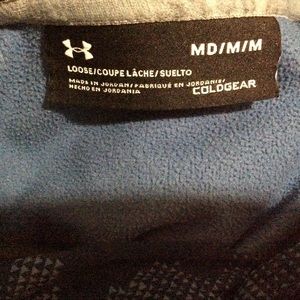 MD/M/M
LOOSE/COUPE LÂCHE/SUELTO
MADE IN JORDAN/FABRIQUÉ EN JORDANIE/
HECHO EN JORDANIA
COLDGEAR